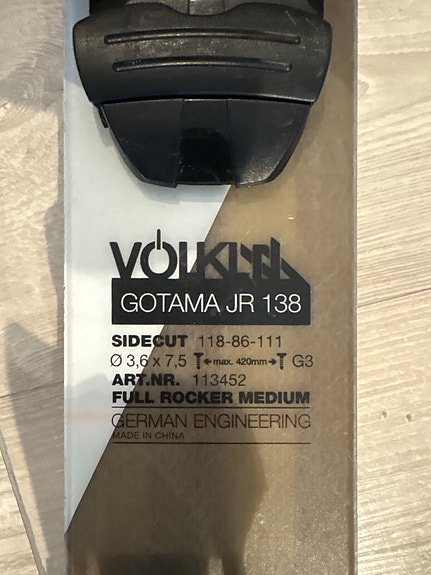 VÖLKL
GOTAMA JR 138
SIDECUT 118-86-111
Ø 3,6 x 7,5 max. 420mm G3
ART.NR. 113452
FULL ROCKER MEDIUM
GERMAN ENGINEERING
MADE IN CHINA